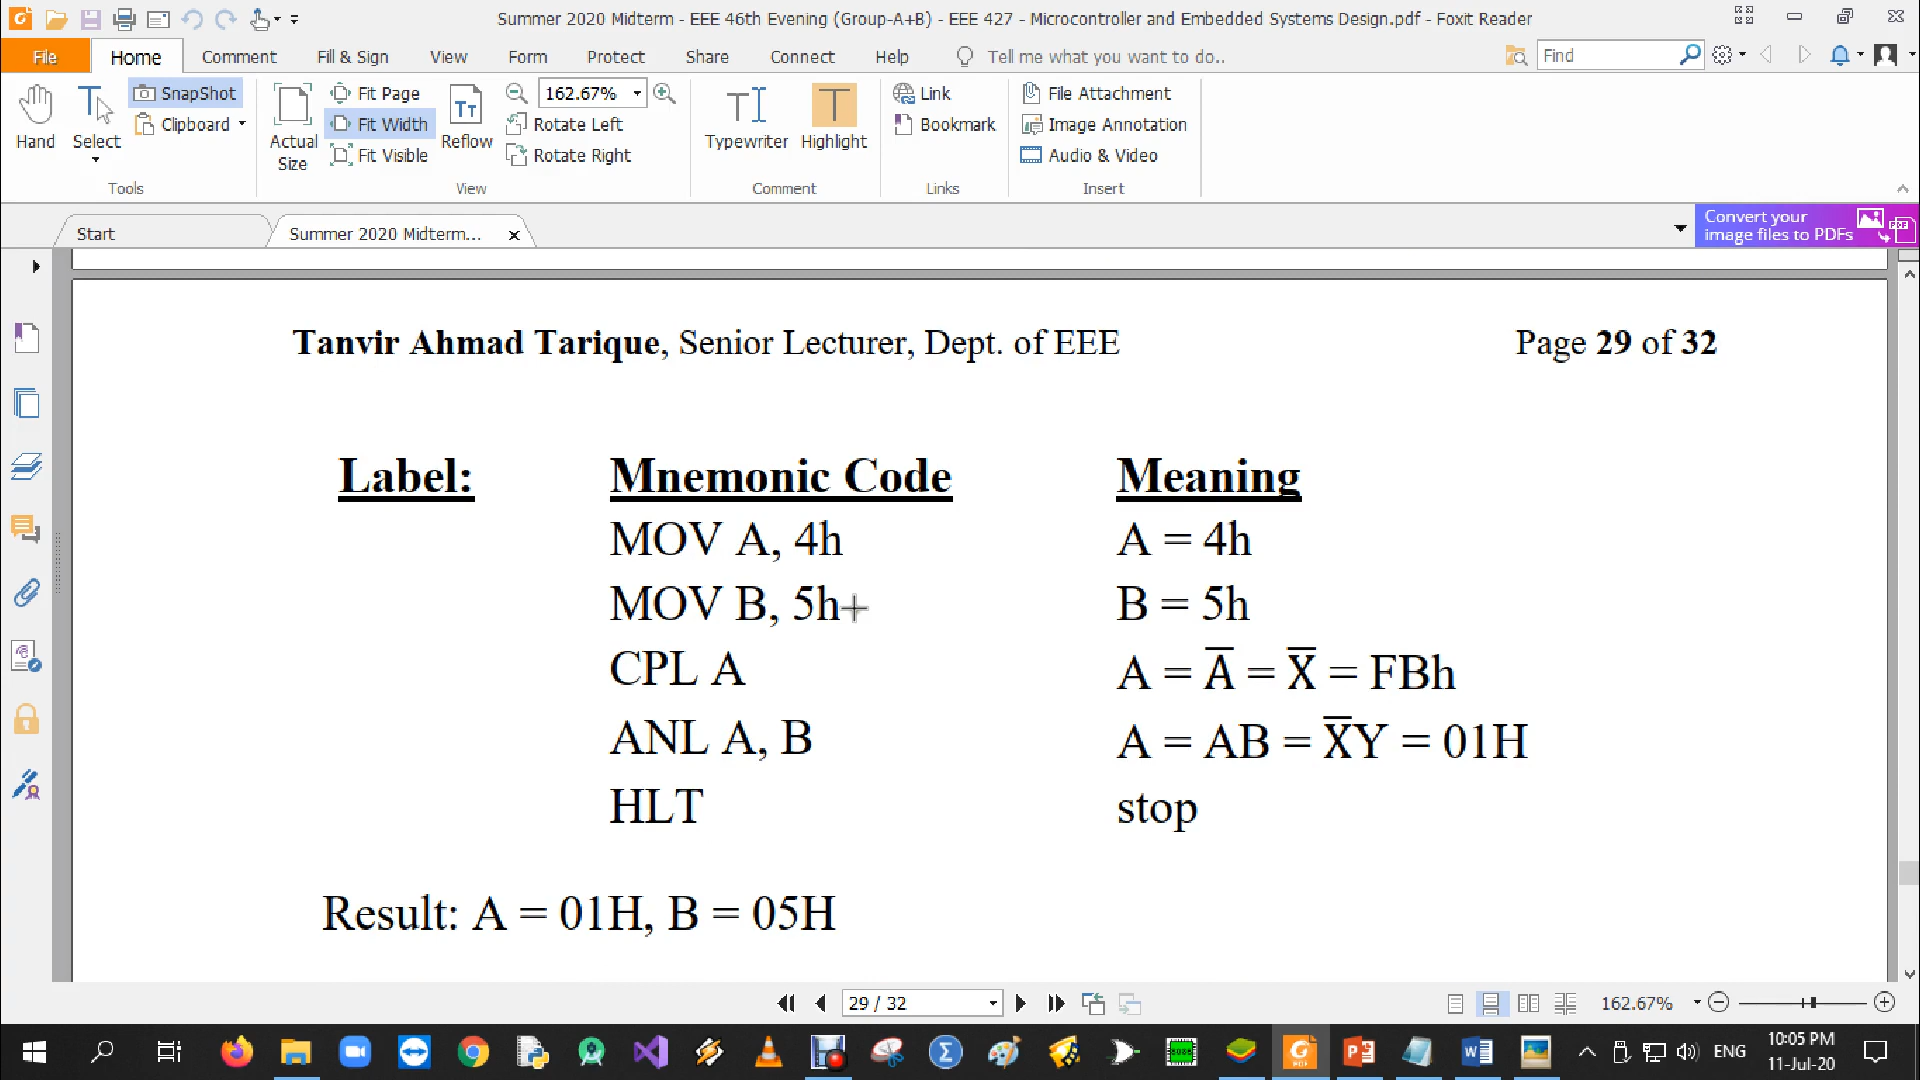 Summer 2020 Midterm - EEE 46th Evening (Group-A+B) - EEE 427 - Microcontroller and Embedded Systems Design.pdf - Foxit Reader
File Home Comment Fill & Sign View Form Protect Share Connect Help Tell me what you want to do.. Find
SnapShot Fit Page 162.67% Link File Attachment
Clipboard Fit Width Rotate Left Bookmark Image Annotation
Hand Select Actual Size Reflow Typewriter Highlight
Fit Visible Rotate Right Audio & Video
Tools View Comment Links Insert
Start Summer 2020 Midterm...
Convert your
image files to PDFs
Tanvir Ahmad Tarique, Senior Lecturer, Dept. of EEE Page 29 of 32
Label: Mnemonic Code Meaning
MOV A, 4h A = 4h
MOV B, 5h B = 5h
CPL A A = A̅ = X̅ = FBh
ANL A, B A = AB = X̅Y = 01H
HLT stop
Result: A = 01H, B = 05H
29 / 32 162.67%
ENG 10:05 PM
11-Jul-20